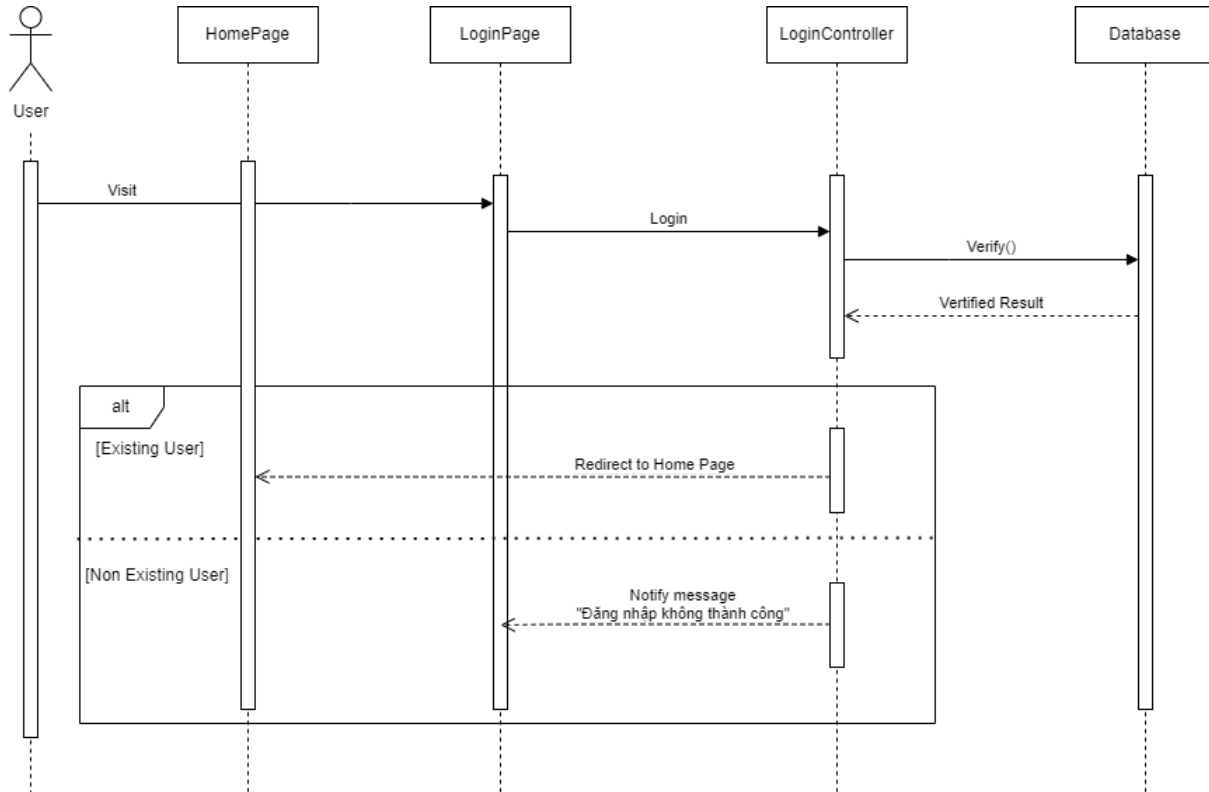 HomePage
LoginPage
LoginController
Database
User
Visit
Login
Verify()
Vertified Result
alt
[Existing User]
Redirect to Home Page
[Non Existing User]
Notify message
"Đăng nhâp không thành công"